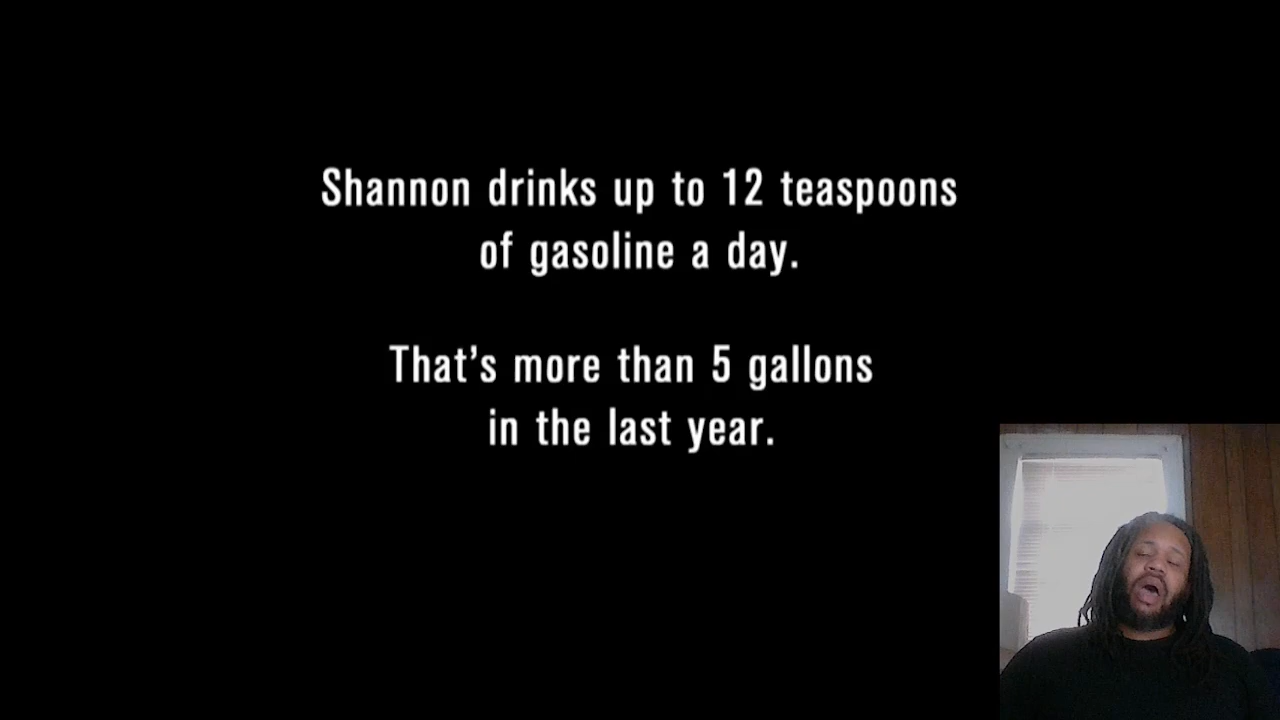 Shannon drinks up to 12 teaspoons
of gasoline a day.
That's more than 5 gallons
in the last year.